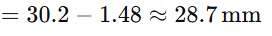 = 30.2 − 1.48 ≈ 28.7 mm